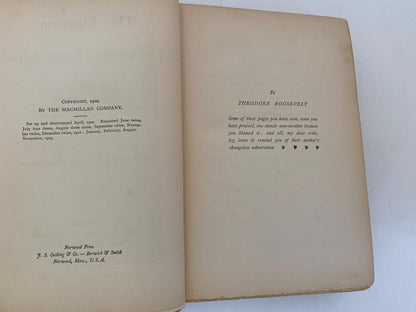 COPYRIGHT, 1902,
BY THE MACMILLAN COMPANY.
Set up and electrotyped April, 1902. Reprinted June twice,
July four times, August three times, September twice, Novem-
ber twice, December twice, 1902: January, February, August,
November, 1903.
Norwood Press
J. S. Cushing & Co. — Berwick & Smith
Norwood, Mass., U.S.A.
To
THEODORE ROOSEVELT
Some of these pages you have seen, some you
have praised, one stands new-written because
you blamed it; and all, my dear critic,
beg leave to remind you of their author's
changeless admiration